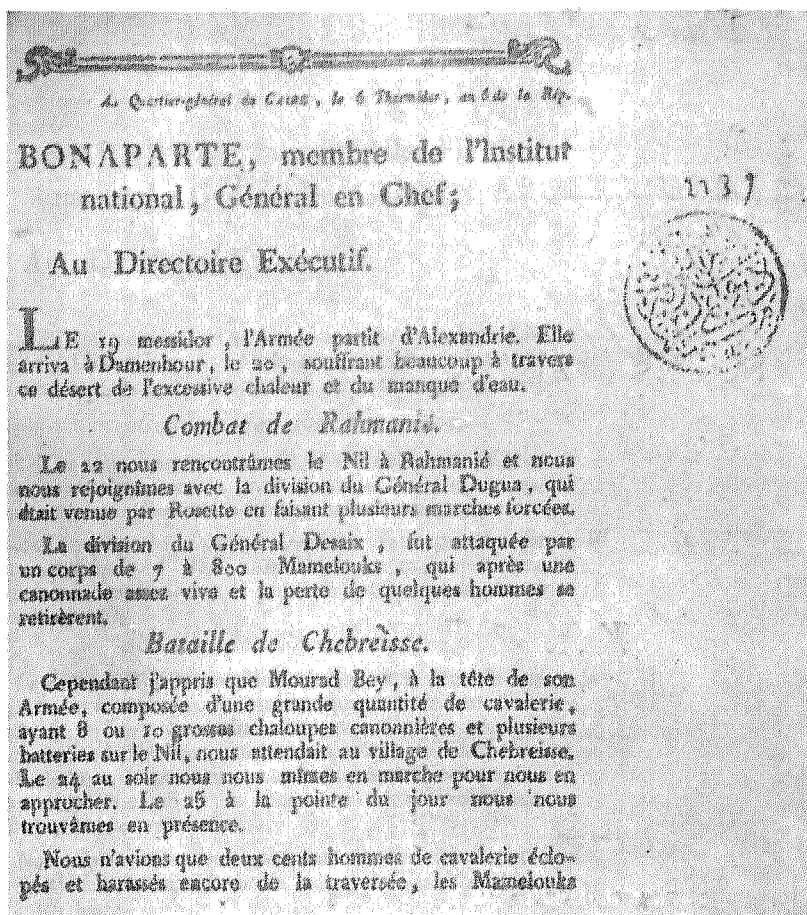 Au Quartier-général du CAIRE, le 6 Thermidor, an 6 de la Rép.
BONAPARTE, membre de l'Institut
national, Général en Chef;
Au Directoire Exécutif.
LE 19 messidor, l'Armée partit d'Alexandrie. Elle
arriva à Damenhour, le 20, souffrant beaucoup à travers
ce désert de l'excessive chaleur et du manque d'eau.
Combat de Rahmanié.
Le 22 nous rencontrâmes le Nil à Rahmanié et nous
nous rejoignîmes avec la division du Général Dugua, qui
était venue par Rosette en faisant plusieurs marches forcées.
La division du Général Desaix, fut attaquée par
un corps de 7 à 800 Mamelouks, qui après une
canonnade assez vive et la perte de quelques hommes se
retirèrent.
Bataille de Chebreisse.
Cependant j'appris que Mourad Bey, à la tête de son
Armée, composée d'une grande quantité de cavalerie,
ayant 8 ou 10 grosses chaloupes canonnières et plusieurs
batteries sur le Nil, nous attendait au village de Chebreisse.
Le 24 au soir nous nous mîmes en marche pour nous en
approcher. Le 25 à la pointe du jour nous nous
trouvâmes en présence.
Nous n'avions que deux cents hommes de cavalerie éclo-
pés et harassés encore de la traversée, les Mamelouks